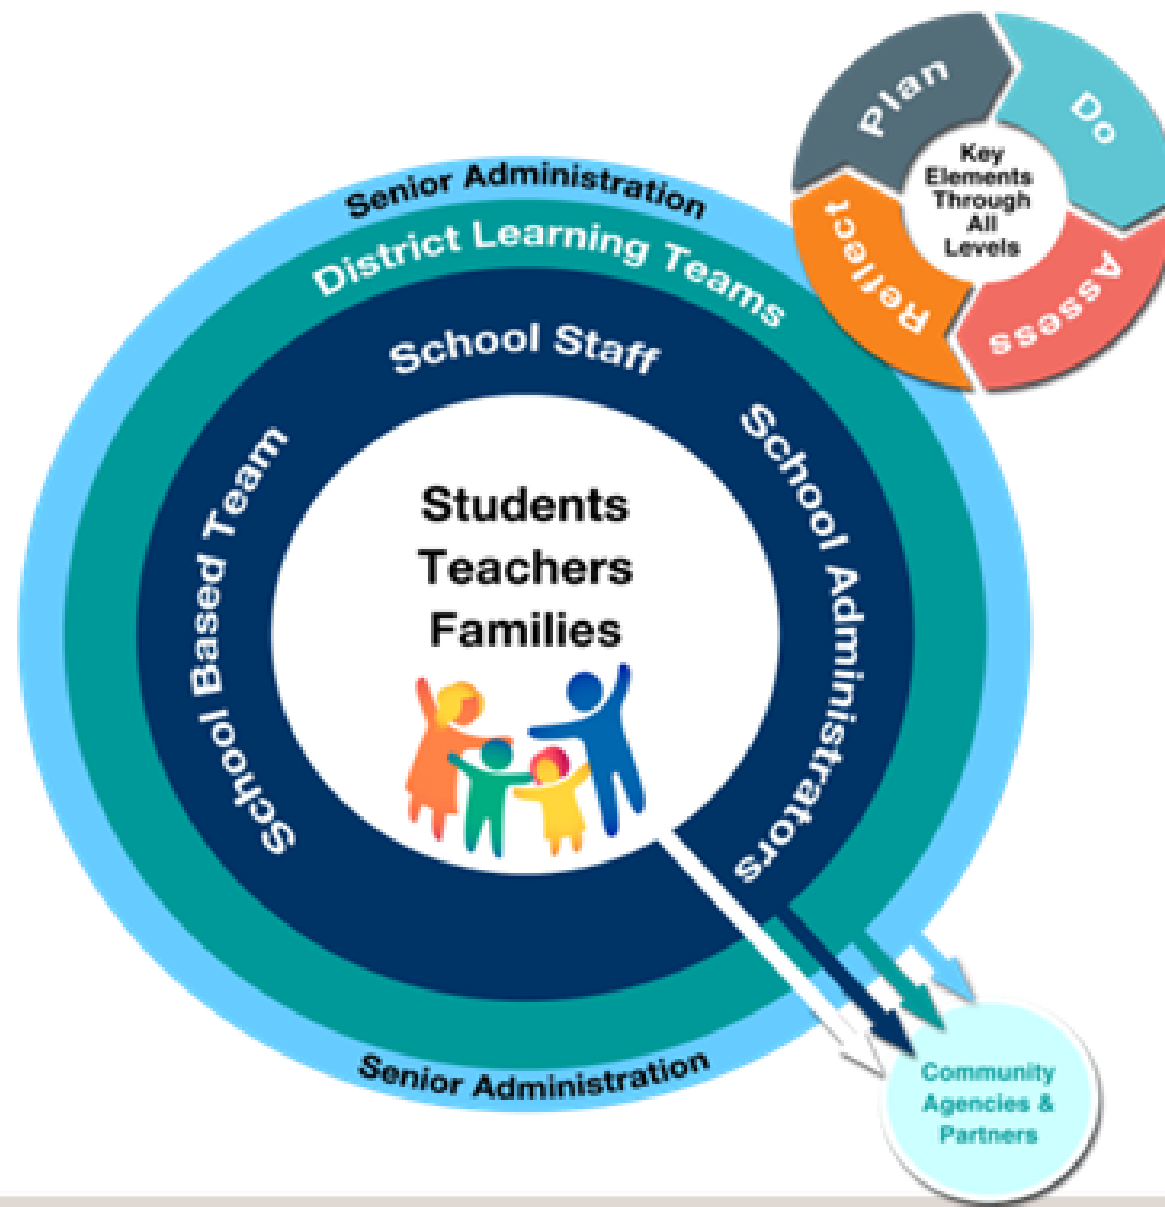 Plan
Do
Assess
Reflect
Key
Elements
Through
All
Levels
Senior Administration
District Learning Teams
School Staff
School Based Team
School Administrators
Students
Teachers
Families
Senior Administration
Community
Agencies &
Partners